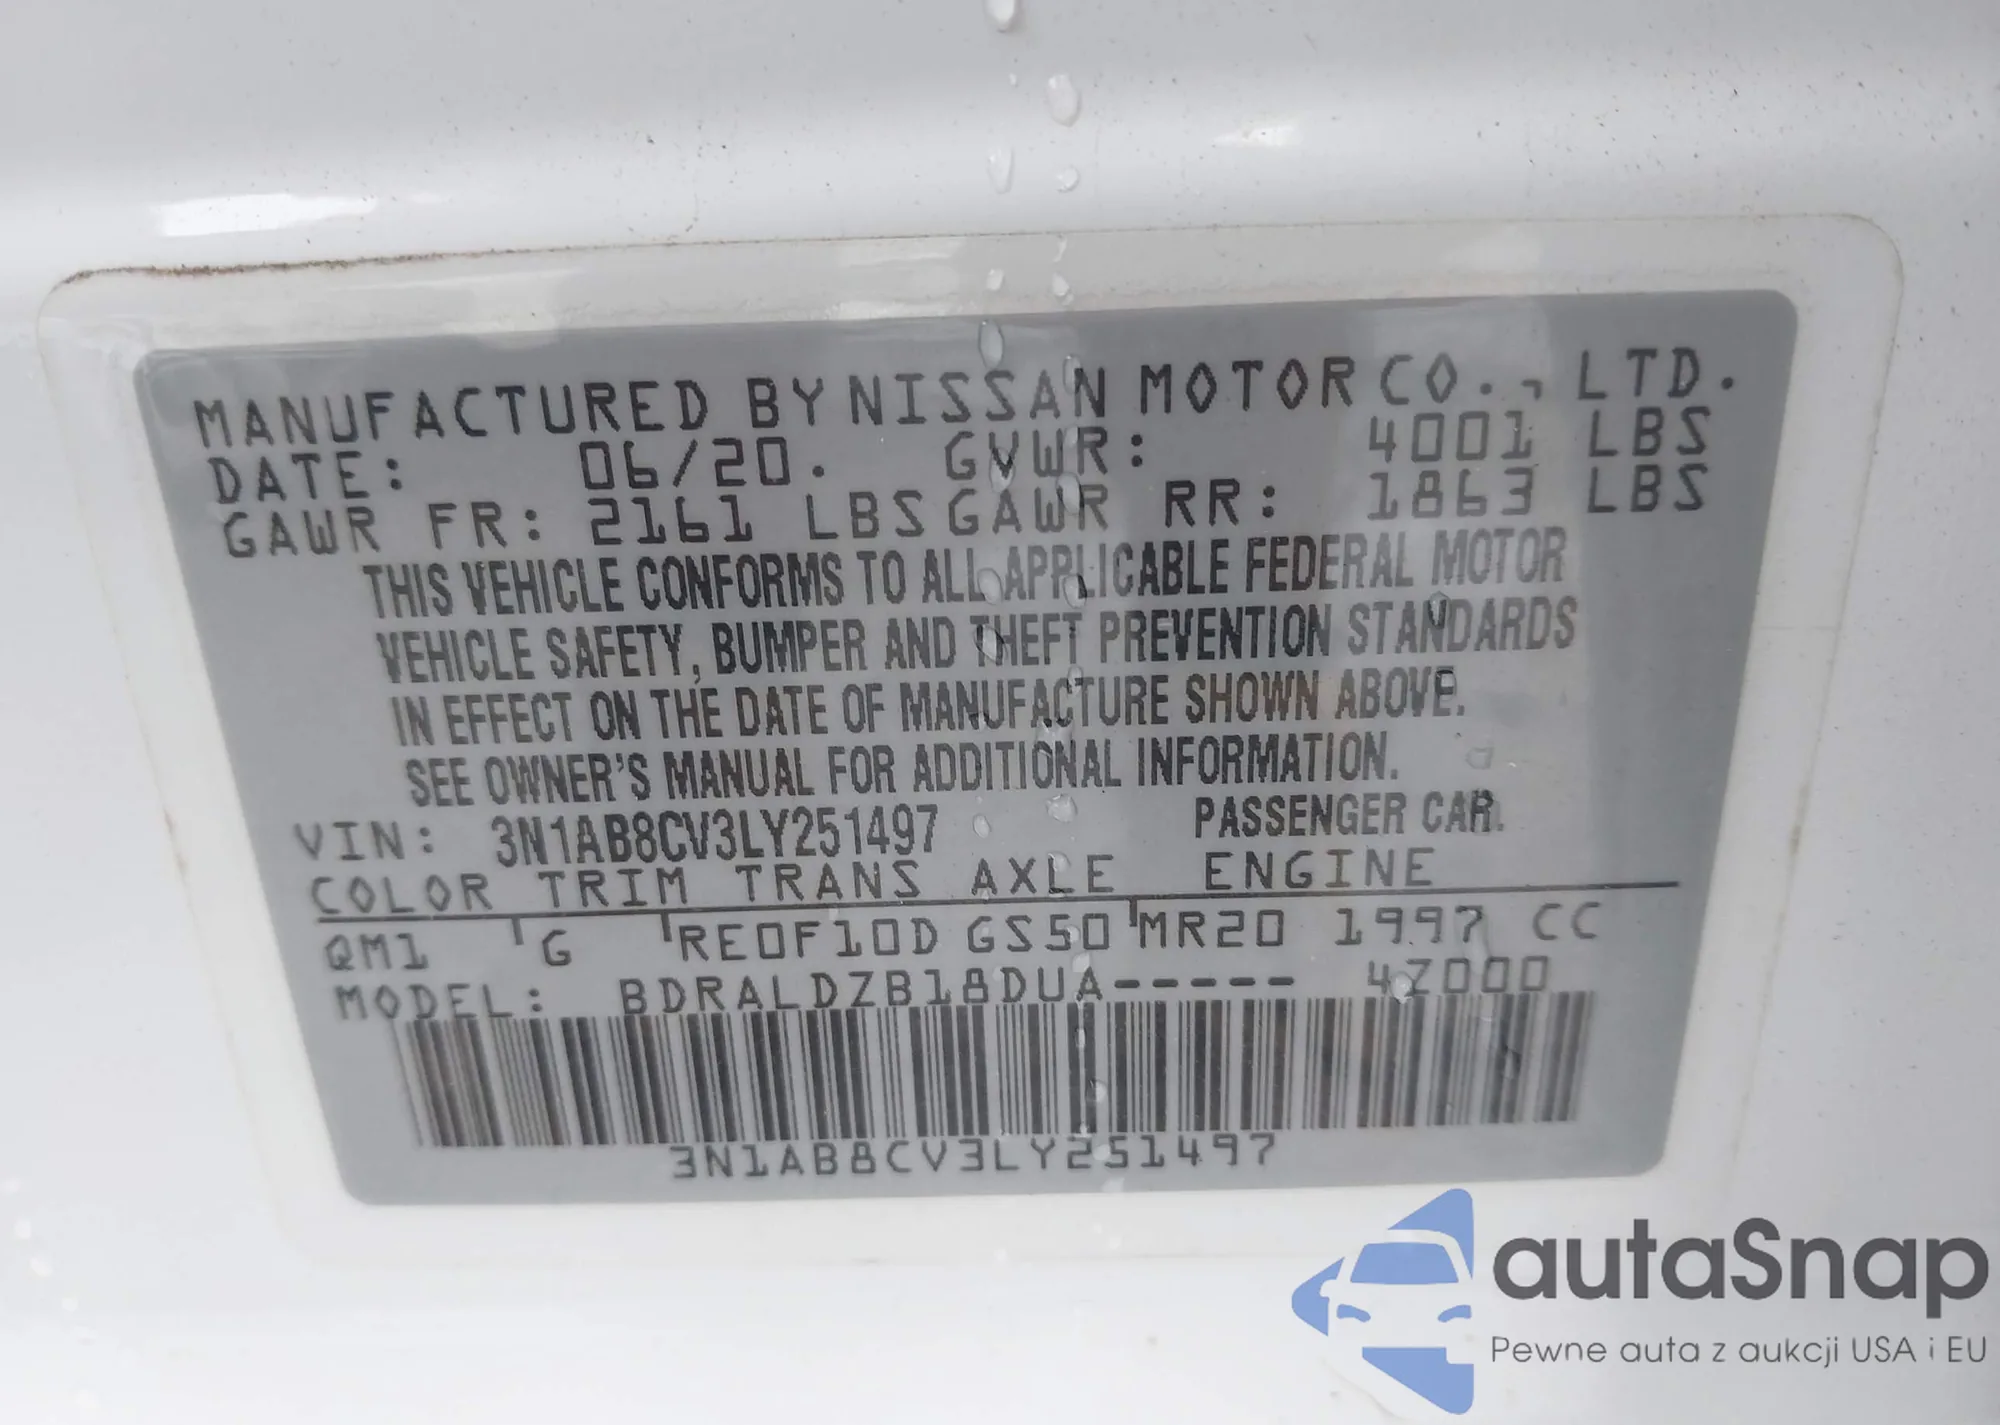 MANUFACTURED BY NISSAN MOTOR CO., LTD.
DATE: 06/20. GVWR: 4001 LBS
GAWR FR: 2161 LBS GAWR RR: 1863 LBS
THIS VEHICLE CONFORMS TO ALL APPLICABLE FEDERAL MOTOR
VEHICLE SAFETY, BUMPER AND THEFT PREVENTION STANDARDS
IN EFFECT ON THE DATE OF MANUFACTURE SHOWN ABOVE.
SEE OWNER'S MANUAL FOR ADDITIONAL INFORMATION.
VIN: 3N1AB8CV3LY251497 PASSENGER CAR.
COLOR TRIM TRANS AXLE ENGINE
QM1 G RE0F10D GS50 MR20 1997 CC
MODEL: BDRALDZB18DUA----- 4Z000
3N1AB8CV3LY251497
autaSnap
Pewne auta z aukcji USA i EU